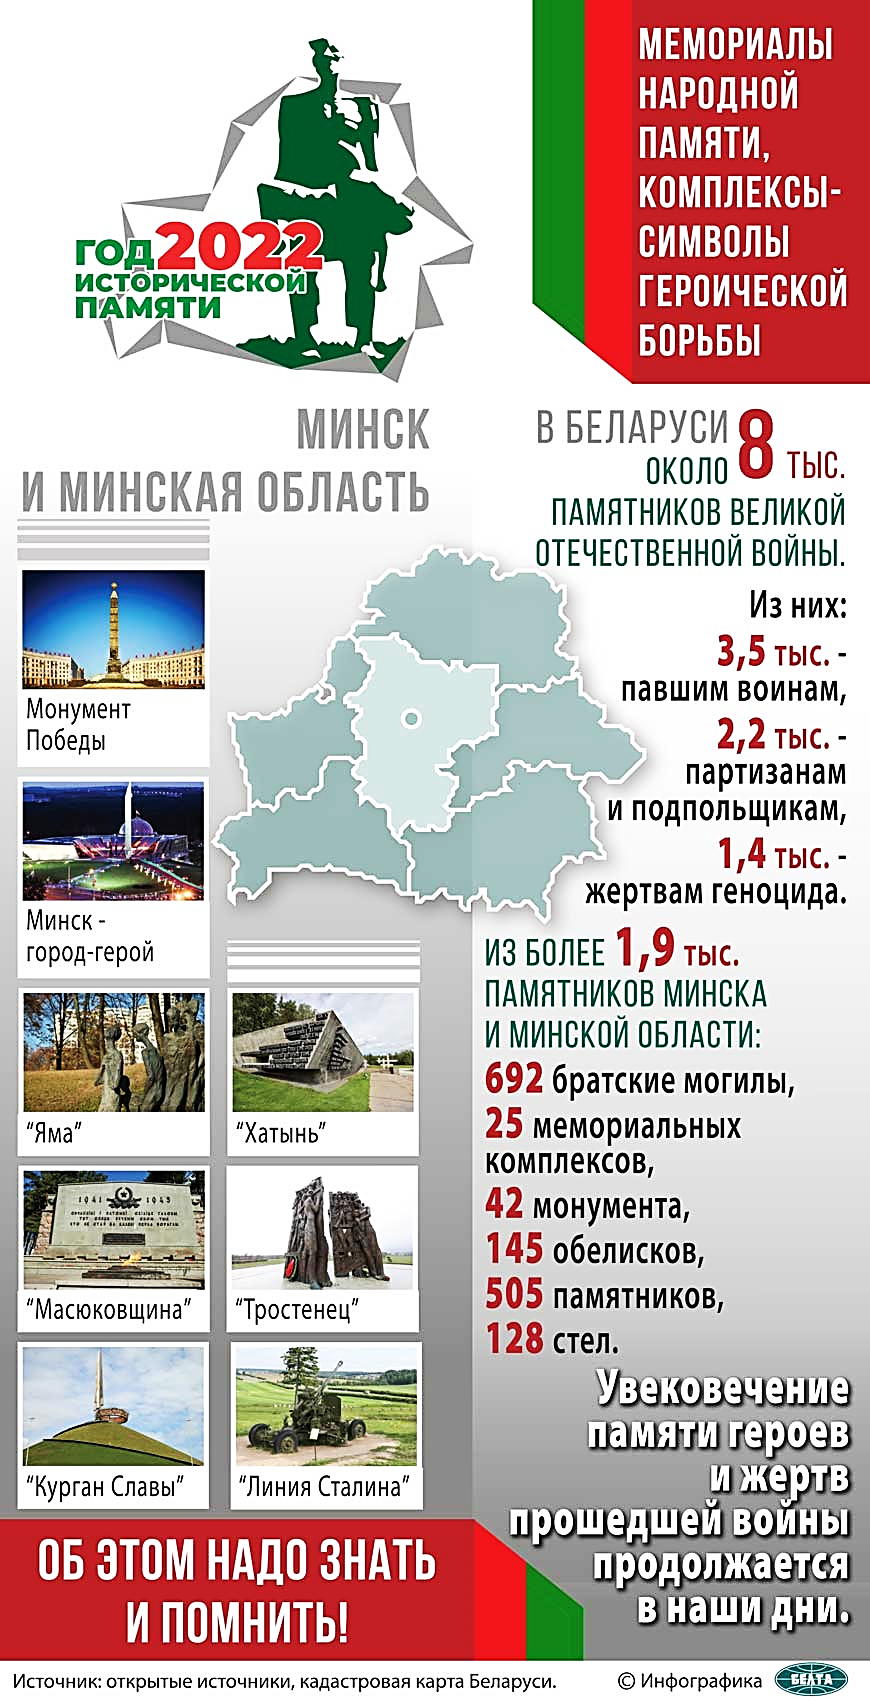 МЕМОРИАЛЫ
НАРОДНОЙ
ПАМЯТИ,
КОМПЛЕКСЫ-
СИМВОЛЫ
ГЕРОИЧЕСКОЙ
БОРЬБЫ
ГОД 2022
ИСТОРИЧЕСКОЙ
ПАМЯТИ
МИНСК
И МИНСКАЯ ОБЛАСТЬ
Монумент
Победы
Минск -
город-герой
“Яма”
“Хатынь”
1941 1945
“Масюковщина”
“Тростенец”
“Курган Славы”
“Линия Сталина”
В БЕЛАРУСИ
ОКОЛО 8 ТЫС.
ПАМЯТНИКОВ ВЕЛИКОЙ
ОТЕЧЕСТВЕННОЙ ВОЙНЫ.
Из них:
3,5 тыс. -
павшим воинам,
2,2 тыс. -
партизанам
и подпольщикам,
1,4 тыс. -
жертвам геноцида.
ИЗ БОЛЕЕ 1,9 тыс.
ПАМЯТНИКОВ МИНСКА
И МИНСКОЙ ОБЛАСТИ:
692 братские могилы,
25 мемориальных
комплексов,
42 монумента,
145 обелисков,
505 памятников,
128 стел.
Увековечение
памяти героев
и жертв
прошедшей войны
продолжается
в наши дни.
ОБ ЭТОМ НАДО ЗНАТЬ
И ПОМНИТЬ!
Источник: открытые источники, кадастровая карта Беларуси.
© Инфографика БЕЛТА